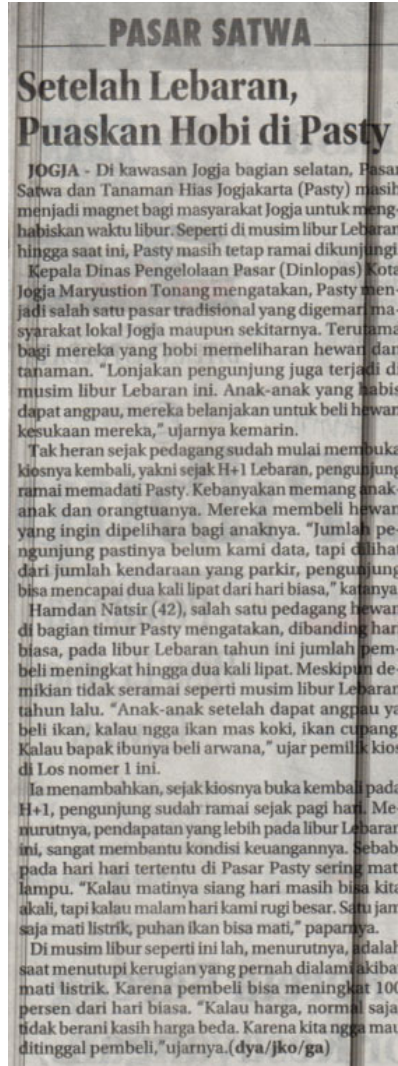 PASAR SATWA
Setelah Lebaran,
Puaskan Hobi di Pasty
JOGJA - Di kawasan Jogja bagian selatan, Pasar
Satwa dan Tanaman Hias Jogjakarta (Pasty) masih
menjadi magnet bagi masyarakat Jogja untuk meng-
habiskan waktu libur. Seperti di musim libur Lebaran
hingga saat ini, Pasty masih tetap ramai dikunjungi
Kepala Dinas Pengelolaan Pasar (Dinlopas) Kota
Jogja Maryustion Tonang mengatakan, Pasty men-
jadi salah satu pasar tradisional yang digemari ma-
syarakat lokal Jogja maupun sekitarnya. Terutama
bagi mereka yang hobi memeliharan hewan dan
tanaman. “Lonjakan pengunjung juga terjadi di
musim libur Lebaran ini. Anak-anak yang habis
dapat angpau, mereka belanjakan untuk beli hewan
kesukaan mereka,” ujarnya kemarin.
Tak heran sejak pedagang sudah mulai membuka
kiosnya kembali, yakni sejak H+1 Lebaran, pengunjung
ramai memadati Pasty. Kebanyakan memang anak-
anak dan orangtuanya. Mereka membeli hewan
yang ingin dipelihara bagi anaknya. “Jumlah pe-
ngunjung pastinya belum kami data, tapi dilihat
dari jumlah kendaraan yang parkir, pengunjung
bisa mencapai dua kali lipat dari hari biasa,” katanya
Hamdan Natsir (42), salah satu pedagang hewan
di bagian timur Pasty mengatakan, dibanding hari
biasa, pada libur Lebaran tahun ini jumlah pem-
beli meningkat hingga dua kali lipat. Meskipun de-
mikian tidak seramai seperti musim libur Lebaran
tahun lalu. “Anak-anak setelah dapat angpau ya
beli ikan, kalau ngga ikan mas koki, ikan cupang
Kalau bapak ibunya beli arwana,” ujar pemilik kios
di Los nomer 1 ini.
Ia menambahkan, sejak kiosnya buka kembali pada
H+1, pengunjung sudah ramai sejak pagi hari. Me-
nurutnya, pendapatan yang lebih pada libur Lebaran
ini, sangat membantu kondisi keuangannya. Sebab
pada hari hari tertentu di Pasar Pasty sering mati
lampu. “Kalau matinya siang hari masih bisa kita
akali, tapi kalau malam hari kami rugi besar. Satu jam
saja mati listrik, puhan ikan bisa mati,” paparnya.
Di musim libur seperti ini lah, menurutnya, adalah
saat menutupi kerugian yang pernah dialami akibat
mati listrik. Karena pembeli bisa meningkat 100
persen dari hari biasa. “Kalau harga, normal saja
tidak berani kasih harga beda. Karena kita ngga mau
ditinggal pembeli,”ujarnya.(dya/jko/ga)